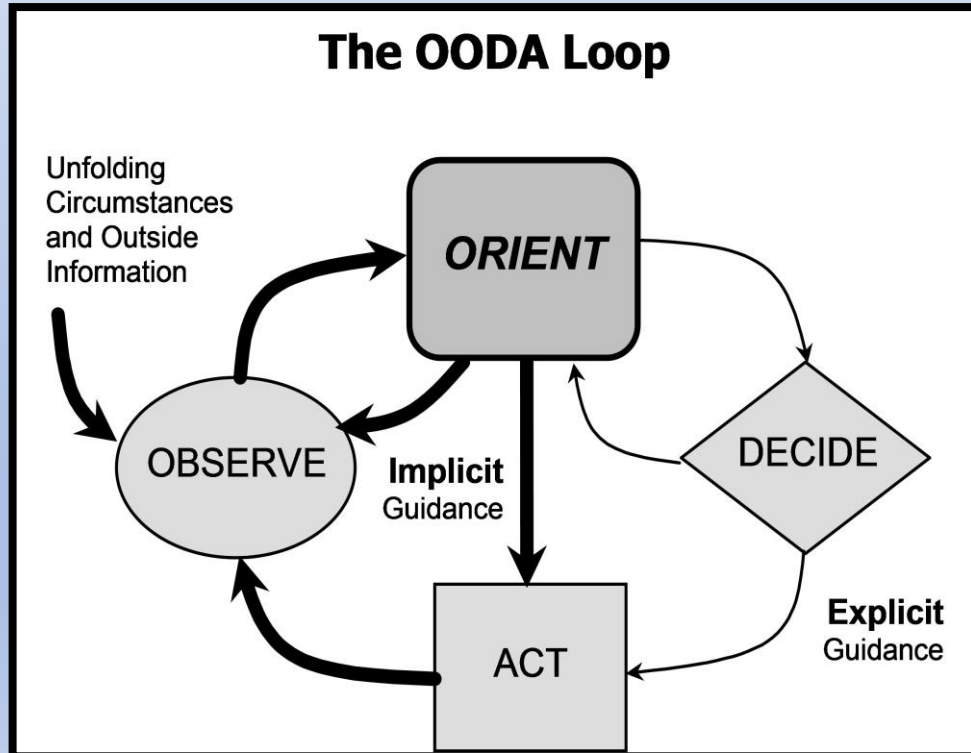 The OODA Loop
Unfolding
Circumstances
and Outside
Information
ORIENT
OBSERVE
Implicit
Guidance
DECIDE
Explicit
Guidance
ACT